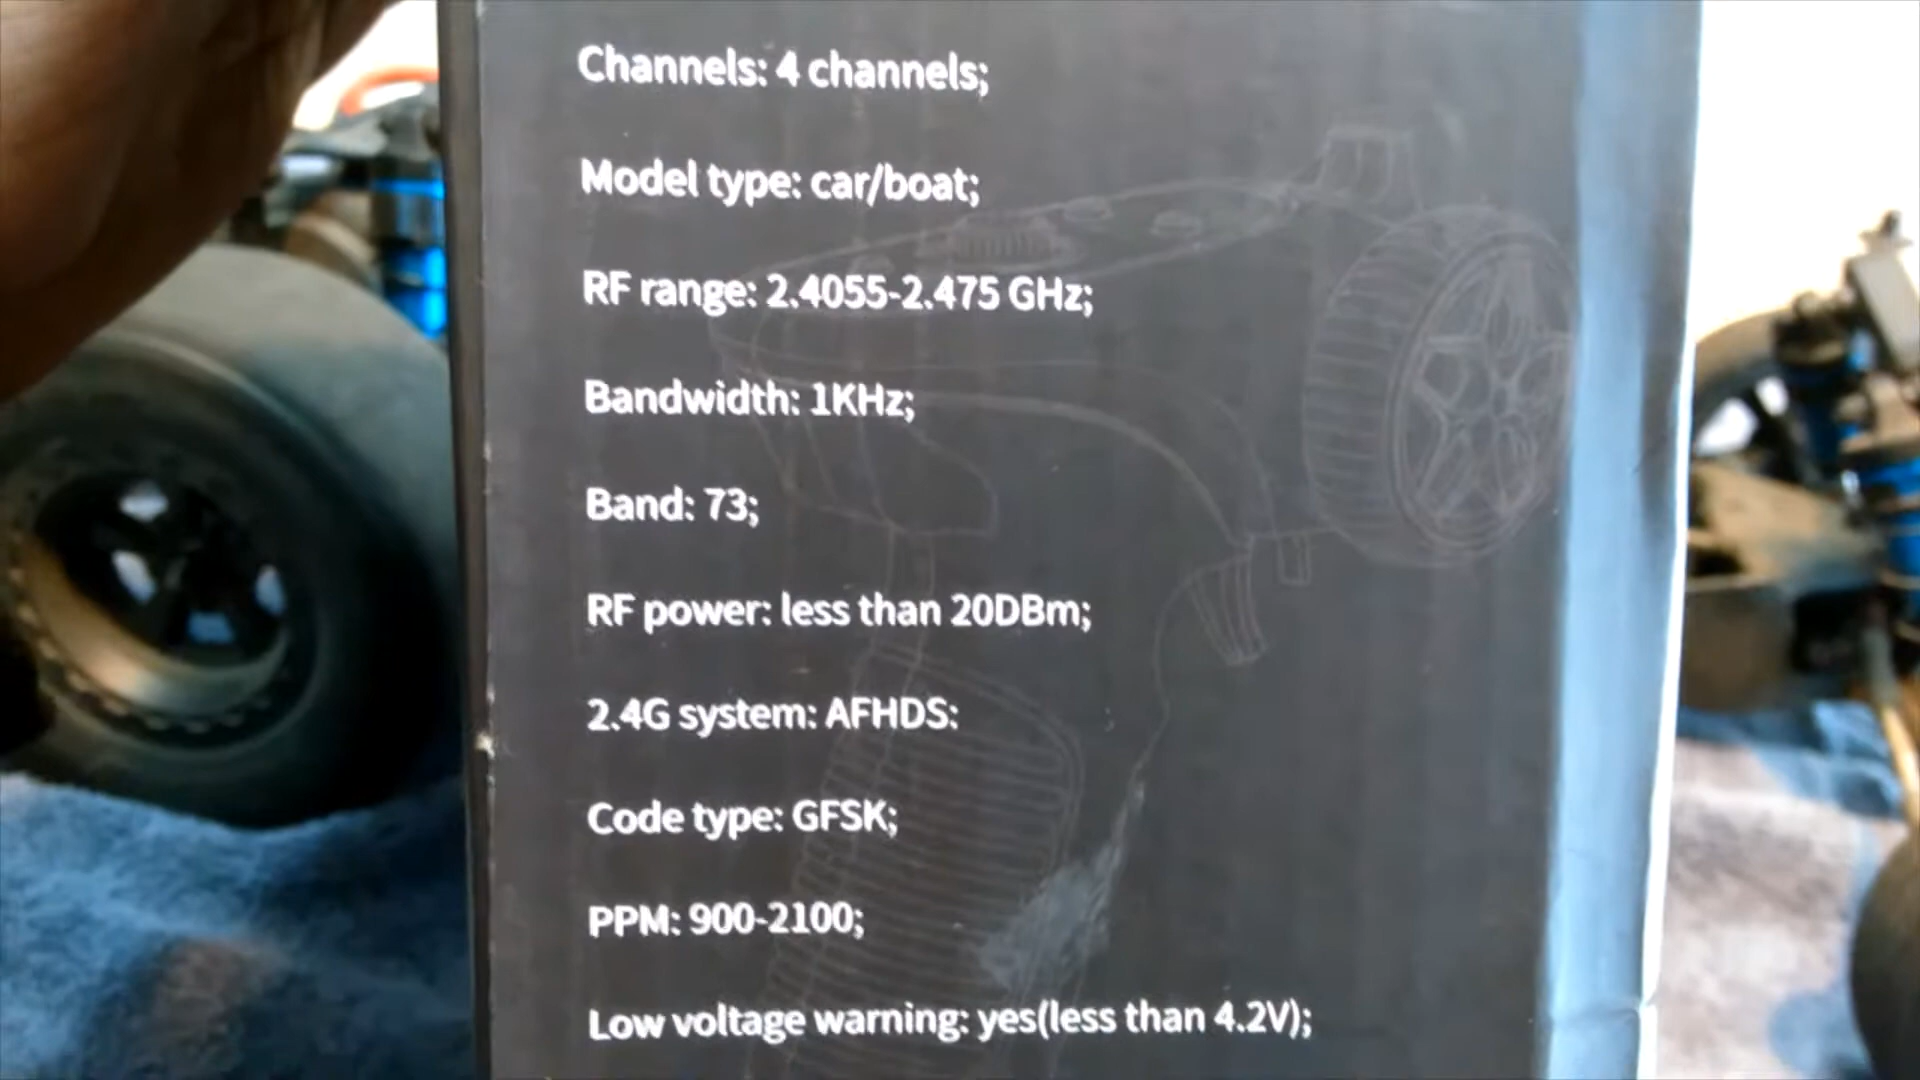 Channels: 4 channels;
Model type: car/boat;
RF range: 2.4055-2.475 GHz;
Bandwidth: 1KHz;
Band: 73;
RF power: less than 20DBm;
2.4G system: AFHDS:
Code type: GFSK;
PPM: 900-2100;
Low voltage warning: yes(less than 4.2V);